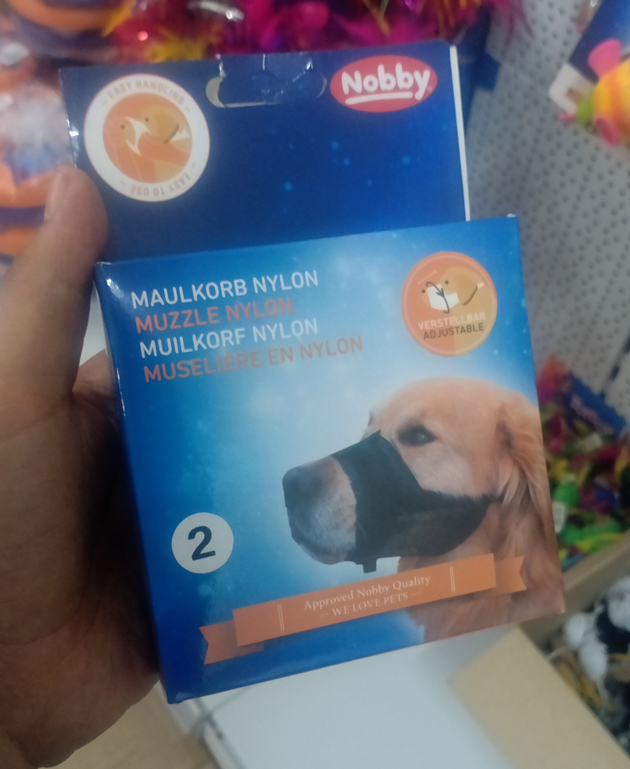 EASY HANDLING
EASY TO USE
Nobby
MAULKORB NYLON
MUZZLE NYLON
MUILKORF NYLON
MUSELIÈRE EN NYLON
VERSTELLBAR
ADJUSTABLE
2
Approved Nobby Quality
— WE LOVE PETS —